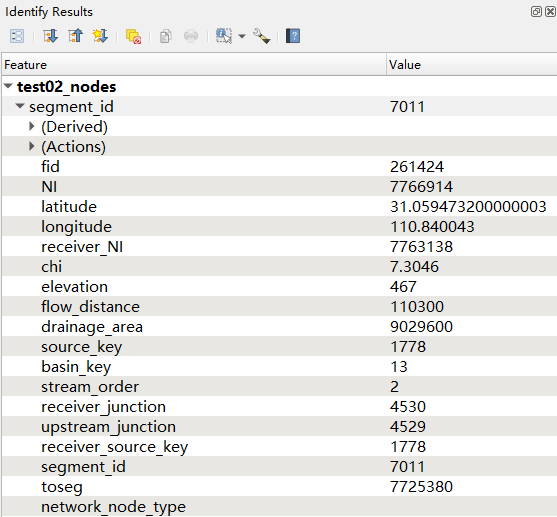 Identify Results
Feature Value
test02_nodes
segment_id 7011
(Derived)
(Actions)
fid 261424
NI 7766914
latitude 31.059473200000003
longitude 110.840043
receiver_NI 7763138
chi 7.3046
elevation 467
flow_distance 110300
drainage_area 9029600
source_key 1778
basin_key 13
stream_order 2
receiver_junction 4530
upstream_junction 4529
receiver_source_key 1778
segment_id 7011
toseg 7725380
network_node_type